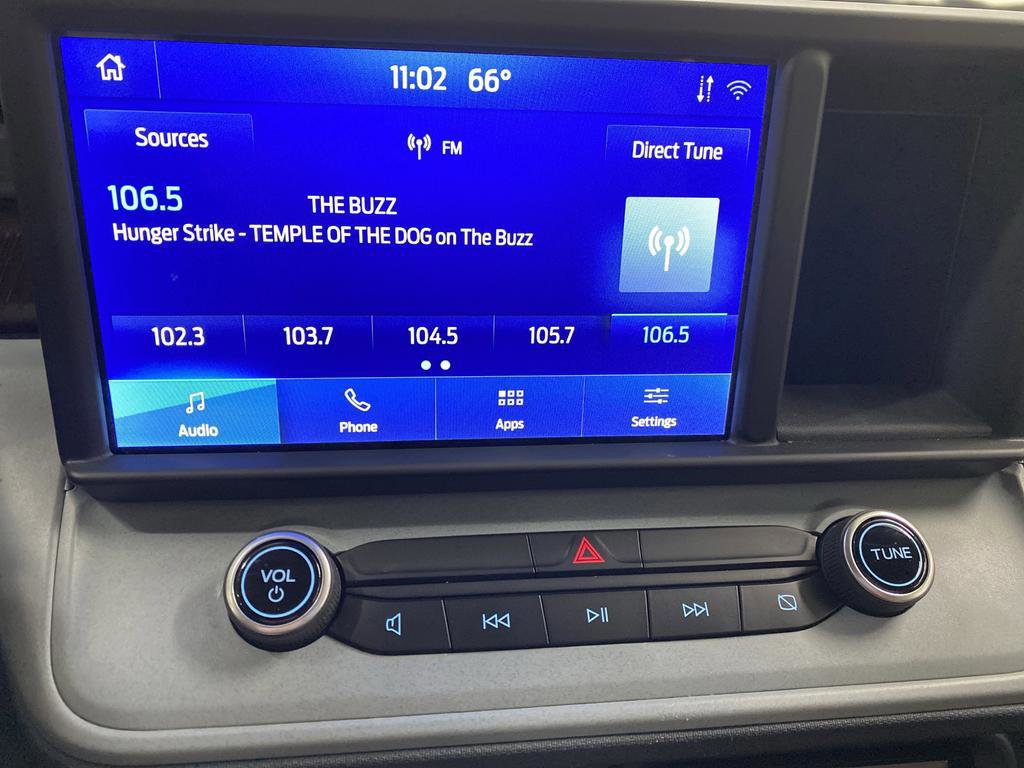 11:02 66°
Sources
FM
Direct Tune
106.5 THE BUZZ
Hunger Strike - TEMPLE OF THE DOG on The Buzz
102.3 103.7 104.5 105.7 106.5
Audio Phone Apps Settings
VOL
TUNE